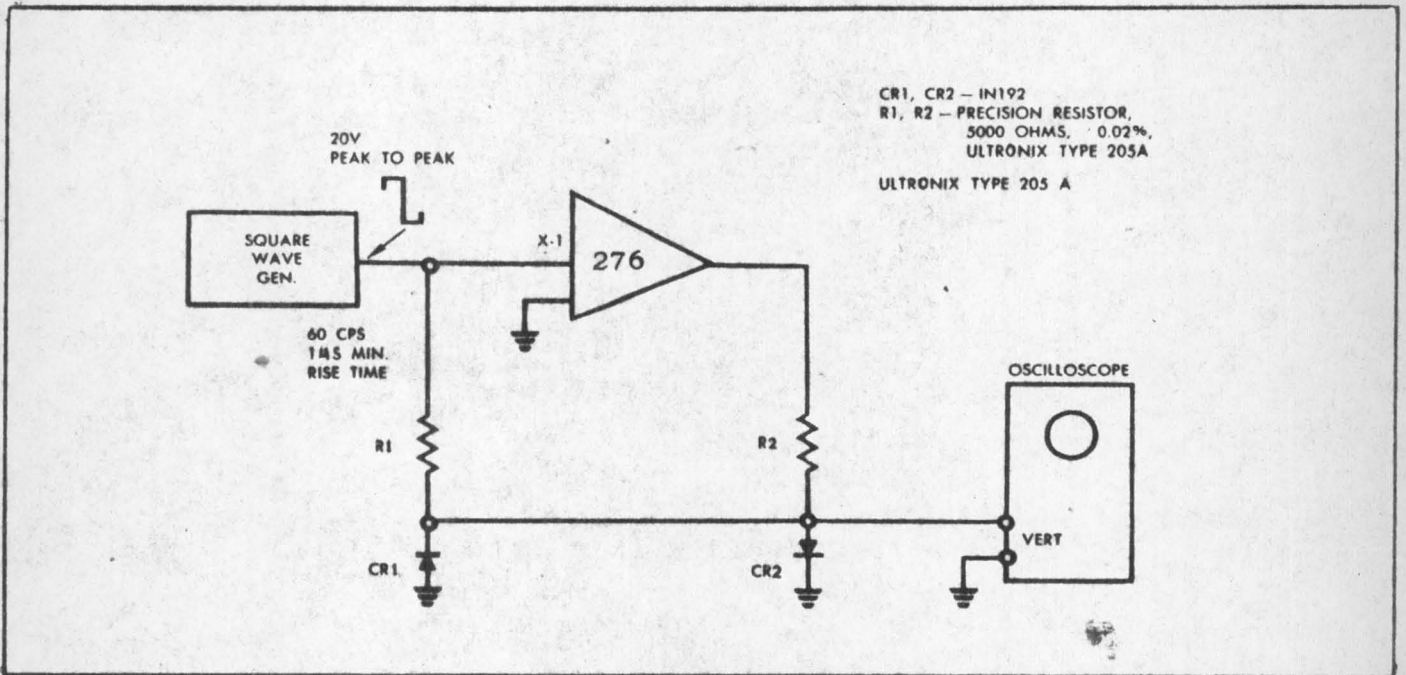 CR1, CR2 — IN192
R1, R2 — PRECISION RESISTOR,
5000 OHMS, 0.02%,
ULTRONIX TYPE 205A
ULTRONIX TYPE 205 A
20V
PEAK TO PEAK
SQUARE
WAVE
GEN.
X-1
276
60 CPS
1μS MIN.
RISE TIME
OSCILLOSCOPE
R1
R2
VERT
CR1
CR2